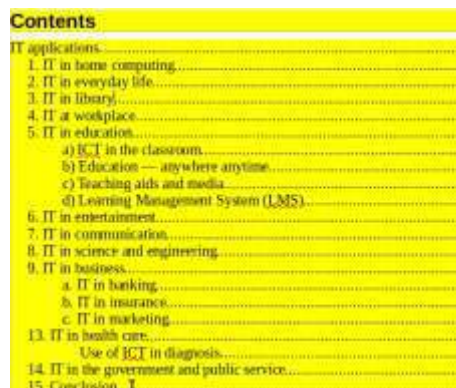 Contents
IT applications
1. IT in home computing
2. IT in everyday life
3. IT in library
4. IT at workplace
5. IT in education
a) ICT in the classroom
b) Education — anywhere anytime
c) Teaching aids and media
d) Learning Management System (LMS)
6. IT in entertainment
7. IT in communication
8. IT in science and engineering
9. IT in business
a. IT in banking
b. IT in insurance
c. IT in marketing
13. IT in health care
Use of ICT in diagnosis
14. IT in the government and public service
15. Conclusion